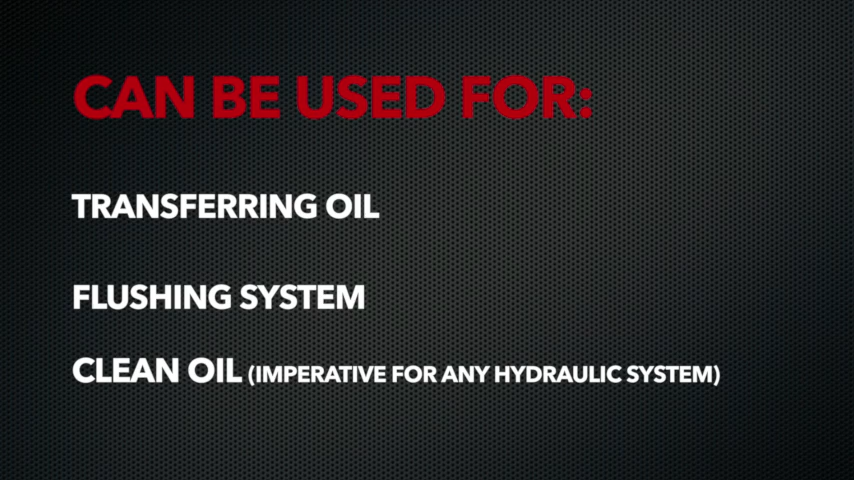 CAN BE USED FOR:
TRANSFERRING OIL
FLUSHING SYSTEM
CLEAN OIL (IMPERATIVE FOR ANY HYDRAULIC SYSTEM)